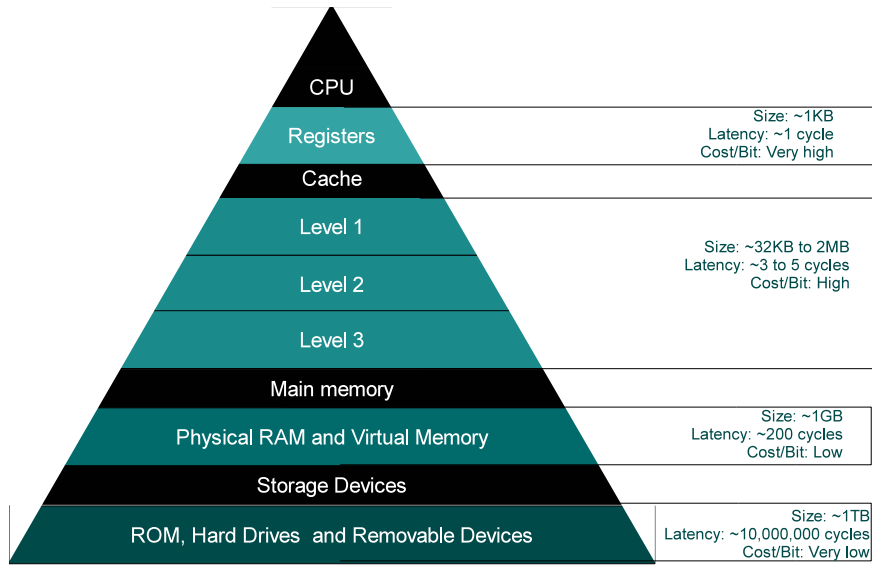 CPU
Registers
Size: ~1KB
Latency: ~1 cycle
Cost/Bit: Very high
Cache
Level 1
Level 2
Level 3
Size: ~32KB to 2MB
Latency: ~3 to 5 cycles
Cost/Bit: High
Main memory
Physical RAM and Virtual Memory
Size: ~1GB
Latency: ~200 cycles
Cost/Bit: Low
Storage Devices
ROM, Hard Drives and Removable Devices
Size: ~1TB
Latency: ~10,000,000 cycles
Cost/Bit: Very low